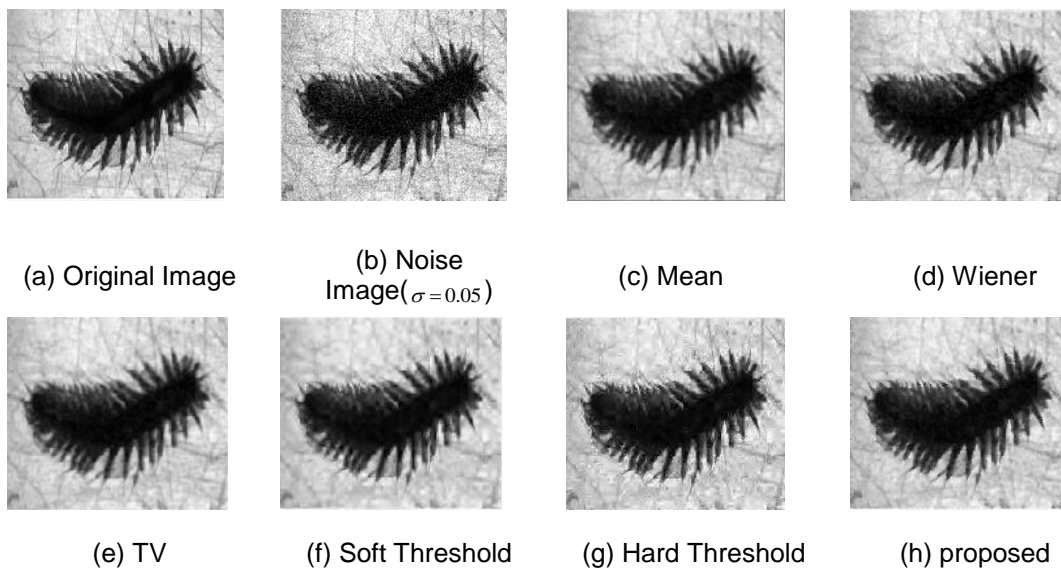 (a) Original Image
(b) Noise
Image(σ = 0.05)
(c) Mean
(d) Wiener
(e) TV
(f) Soft Threshold
(g) Hard Threshold
(h) proposed